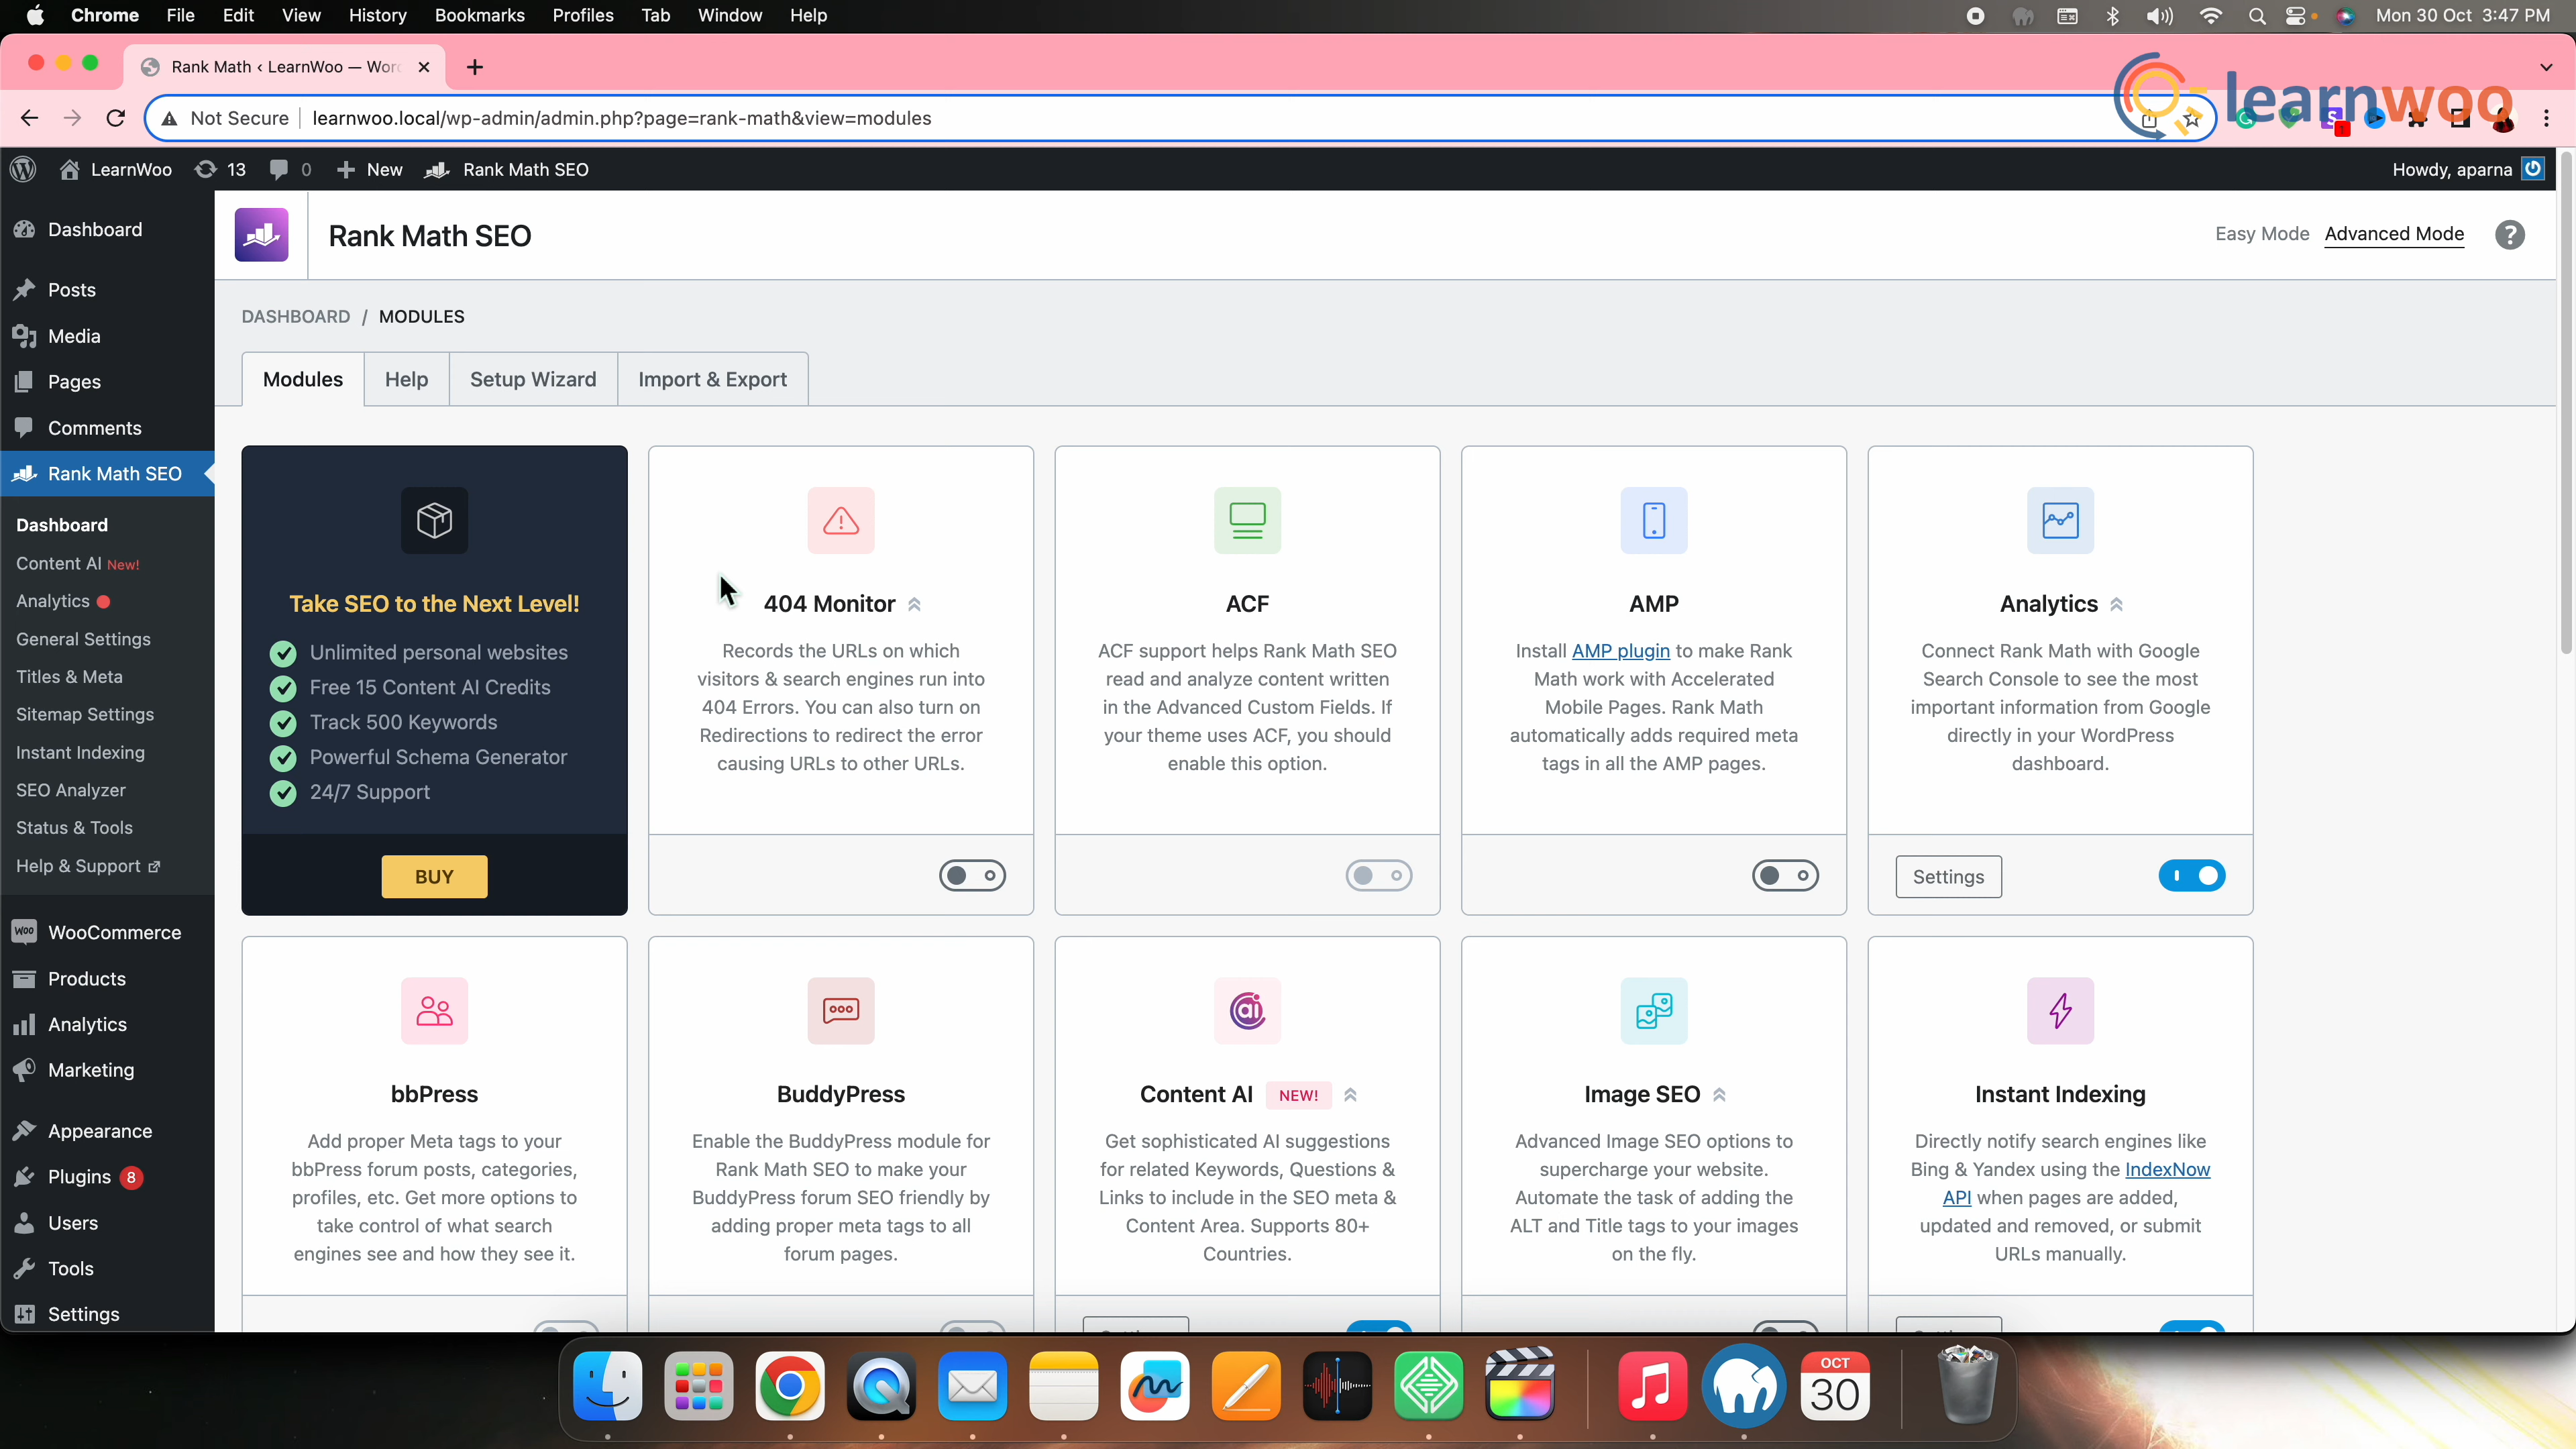 Chrome File Edit View History Bookmarks Profiles Tab Window Help Mon 30 Oct 3:47 PM
Rank Math ‹ LearnWoo — Wor
learnwoo
Not Secure learnwoo.local/wp-admin/admin.php?page=rank-math&view=modules
LearnWoo 13 0 New Rank Math SEO Howdy, aparna
Dashboard
Posts
Media
Pages
Comments
Rank Math SEO
Dashboard
Content AI New!
Analytics
General Settings
Titles & Meta
Sitemap Settings
Instant Indexing
SEO Analyzer
Status & Tools
Help & Support
WooCommerce
Products
Analytics
Marketing
Appearance
Plugins 8
Users
Tools
Settings
Rank Math SEO
Easy Mode Advanced Mode ?
DASHBOARD / MODULES
Modules Help Setup Wizard Import & Export
Take SEO to the Next Level!
Unlimited personal websites
Free 15 Content AI Credits
Track 500 Keywords
Powerful Schema Generator
24/7 Support
BUY
404 Monitor
Records the URLs on which
visitors & search engines run into
404 Errors. You can also turn on
Redirections to redirect the error
causing URLs to other URLs.
ACF
ACF support helps Rank Math SEO
read and analyze content written
in the Advanced Custom Fields. If
your theme uses ACF, you should
enable this option.
AMP
Install AMP plugin to make Rank
Math work with Accelerated
Mobile Pages. Rank Math
automatically adds required meta
tags in all the AMP pages.
Analytics
Connect Rank Math with Google
Search Console to see the most
important information from Google
directly in your WordPress
dashboard.
Settings
bbPress
Add proper Meta tags to your
bbPress forum posts, categories,
profiles, etc. Get more options to
take control of what search
engines see and how they see it.
BuddyPress
Enable the BuddyPress module for
Rank Math SEO to make your
BuddyPress forum SEO friendly by
adding proper meta tags to all
forum pages.
ai
Content AI NEW!
Get sophisticated AI suggestions
for related Keywords, Questions &
Links to include in the SEO meta &
Content Area. Supports 80+
Countries.
Image SEO
Advanced Image SEO options to
supercharge your website.
Automate the task of adding the
ALT and Title tags to your images
on the fly.
Instant Indexing
Directly notify search engines like
Bing & Yandex using the IndexNow
API when pages are added,
updated and removed, or submit
URLs manually.
OCT
30